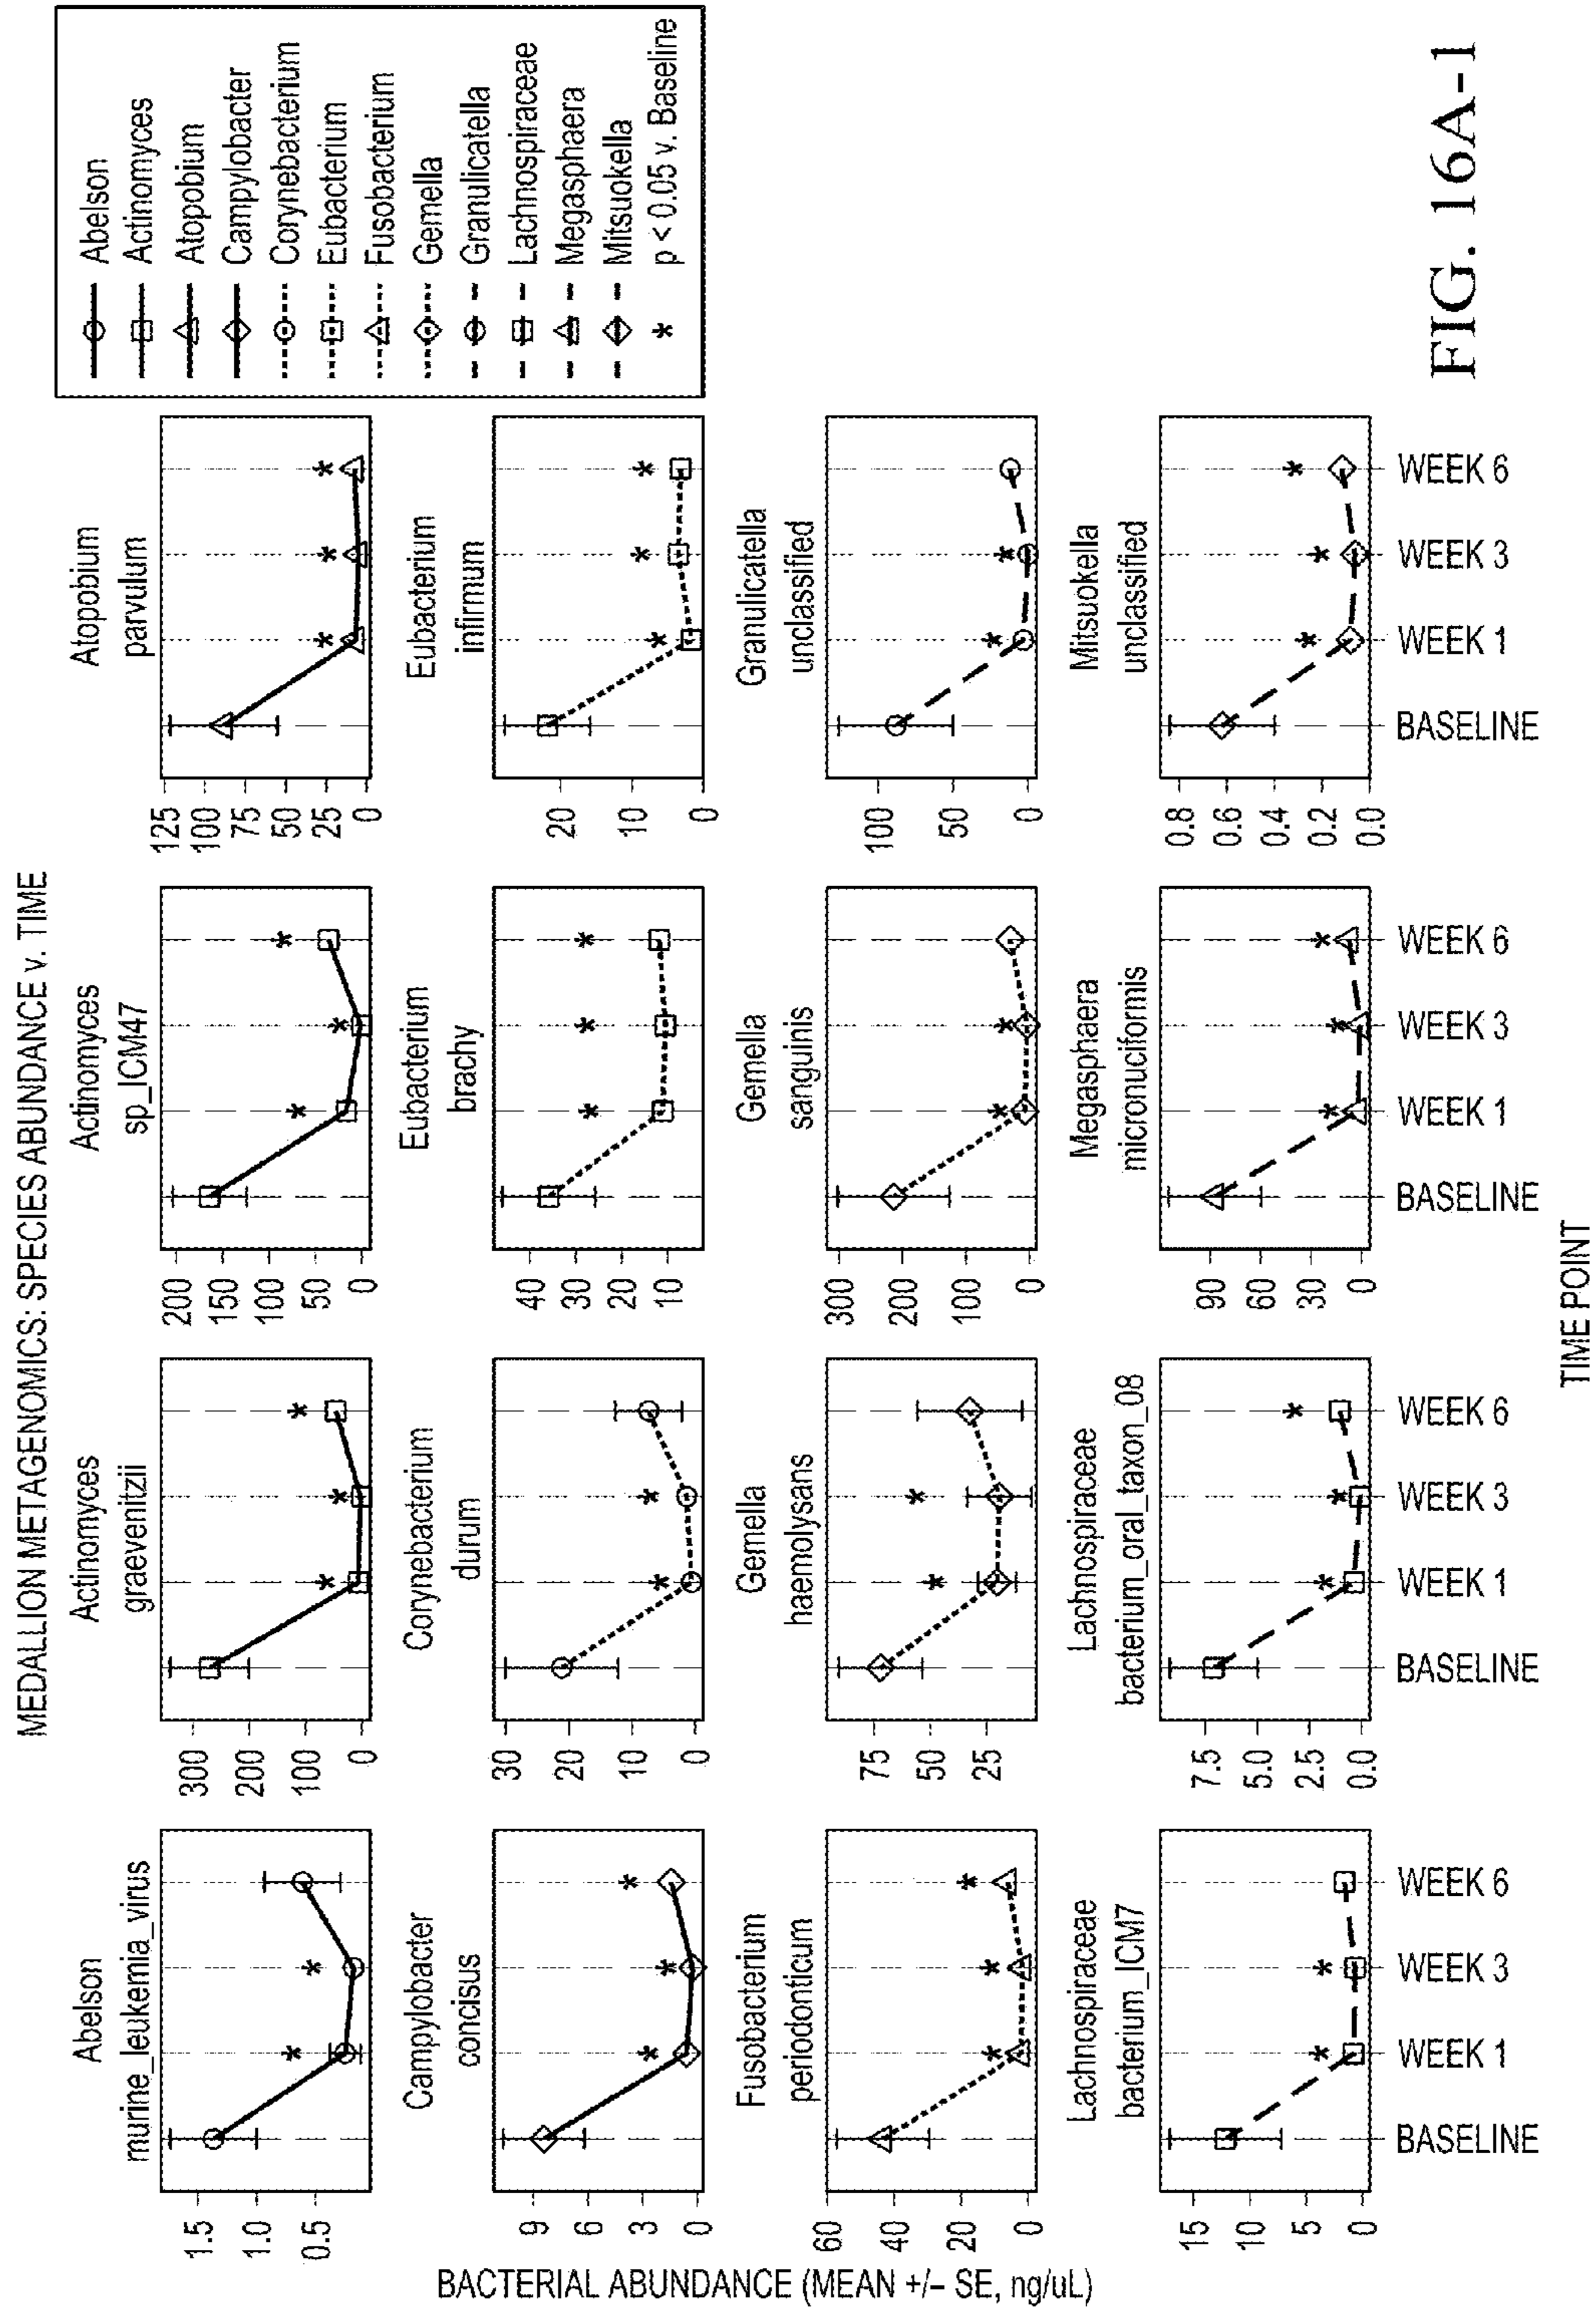 MEDALLION METAGENOMICS: SPECIES ABUNDANCE v. TIME
Abelson
murine_leukemia_virus
1.5
1.0
0.5
Actinomyces
graevenitzii
300
200
100
0
Actinomyces
sp_ICM47
200
150
100
50
0
Atopobium
parvulum
125
100
75
50
25
0
Campylobacter
concisus
9
6
3
0
Corynebacterium
durum
30
20
10
0
Eubacterium
brachy
40
30
20
10
Eubacterium
infirmum
20
10
0
Fusobacterium
periodonticum
60
40
20
0
Gemella
haemolysans
75
50
25
Gemella
sanguinis
300
200
100
0
Granulicatella
unclassified
100
50
0
Lachnospiraceae
bacterium_ICM7
15
10
5
0
Lachnospiraceae
bacterium_oral_taxon_08
7.5
5.0
2.5
0.0
Megasphaera
micronuciformis
90
60
30
0
Mitsuokella
unclassified
0.8
0.6
0.4
0.2
0.0
BASELINE WEEK 1 WEEK 3 WEEK 6
BASELINE WEEK 1 WEEK 3 WEEK 6
BASELINE WEEK 1 WEEK 3 WEEK 6
BASELINE WEEK 1 WEEK 3 WEEK 6
BACTERIAL ABUNDANCE (MEAN +/– SE, ng/uL)
TIME POINT
Abelson
Actinomyces
Atopobium
Campylobacter
Corynebacterium
Eubacterium
Fusobacterium
Gemella
Granulicatella
Lachnospiraceae
Megasphaera
Mitsuokella
* p < 0.05 v. Baseline
FIG. 16A-1